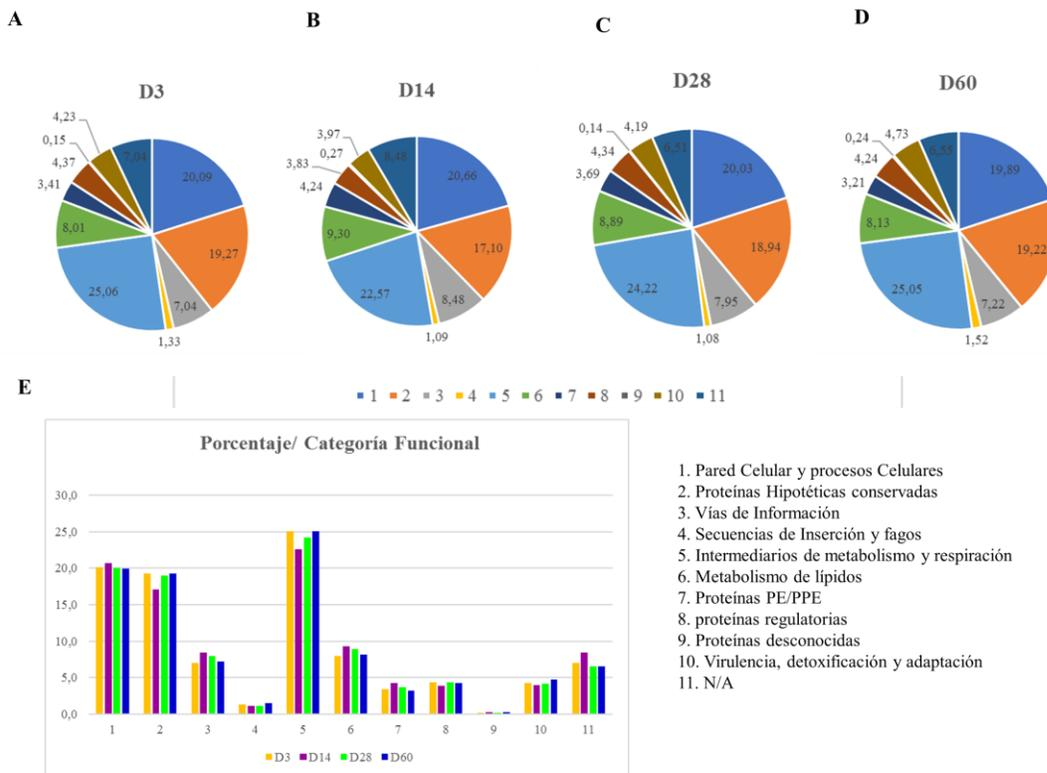 A
B
C
D
D3
D14
D28
D60
4,23
0,15
4,37
3,41
8,01
25,06
1,33
7,04
19,27
20,09
7,04
3,97
0,27
3,83
4,24
9,30
22,57
1,09
8,48
17,10
20,66
8,48
4,19
0,14
4,34
3,69
8,89
24,22
1,08
7,95
18,94
20,03
6,51
4,73
0,24
4,24
3,21
8,13
25,05
1,52
7,22
19,22
19,89
6,55
E
1 2 3 4 5 6 7 8 9 10 11
Porcentaje/ Categoría Funcional
30,0
25,0
20,0
15,0
10,0
5,0
0,0
1 2 3 4 5 6 7 8 9 10 11
D3 D14 D28 D60
1. Pared Celular y procesos Celulares
2. Proteínas Hipotéticas conservadas
3. Vías de Información
4. Secuencias de Inserción y fagos
5. Intermediarios de metabolismo y respiración
6. Metabolismo de lípidos
7. Proteínas PE/PPE
8. proteínas regulatorias
9. Proteínas desconocidas
10. Virulencia, detoxificación y adaptación
11. N/A